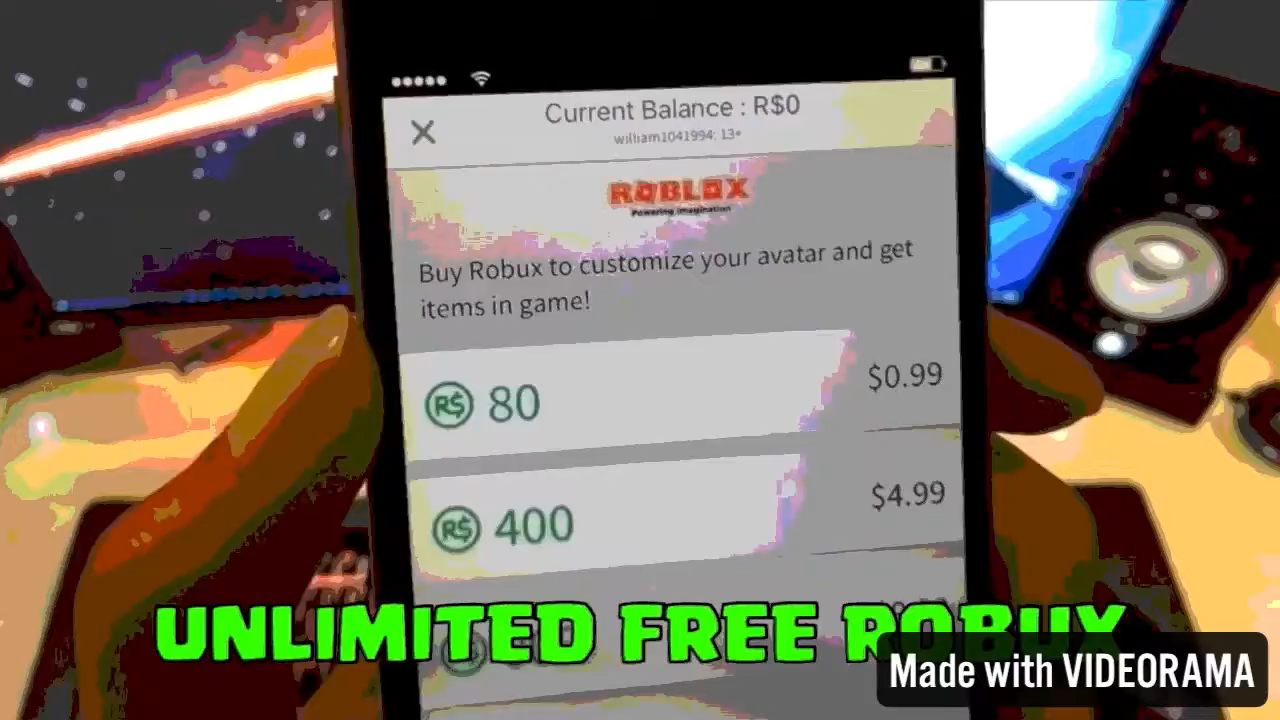 Current Balance : R$0
william1041994: 13+
ROBLOX
Powering Imagination
Buy Robux to customize your avatar and get
items in game!
R$ 80
$0.99
R$ 400
$4.99
UNLIMITED FREE ROBUX
Made with VIDEORAMA